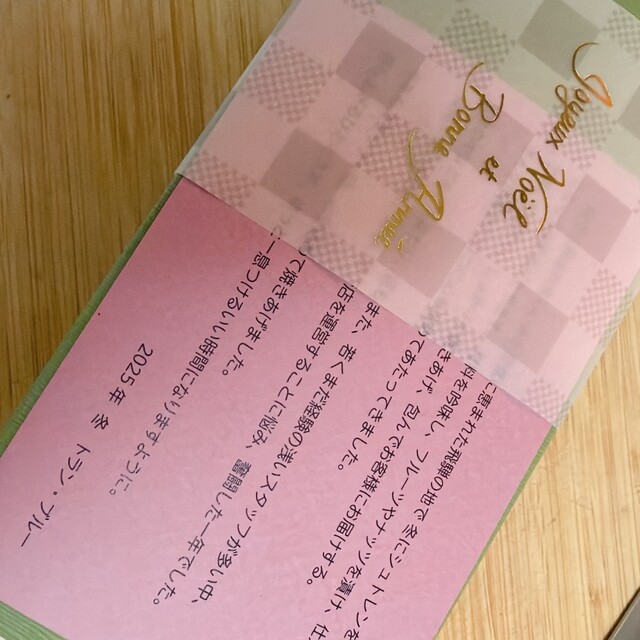 Joyeux Noël
et
Bonne Année
に恵まれた飛騨の地で冬にシュトレンを
料を吟味し、フルーツやナッツを漬け、仕
きあげ、包んでお客様にお届けする。
てあたってきました。
また、若くまだ経験の浅いスタッフが多い中、
店を運営することに悩み、奮闘した一年でした。
て焼きあげました。
一息つけるいい時間になりますように。
2025年 冬 トラン・ブルー